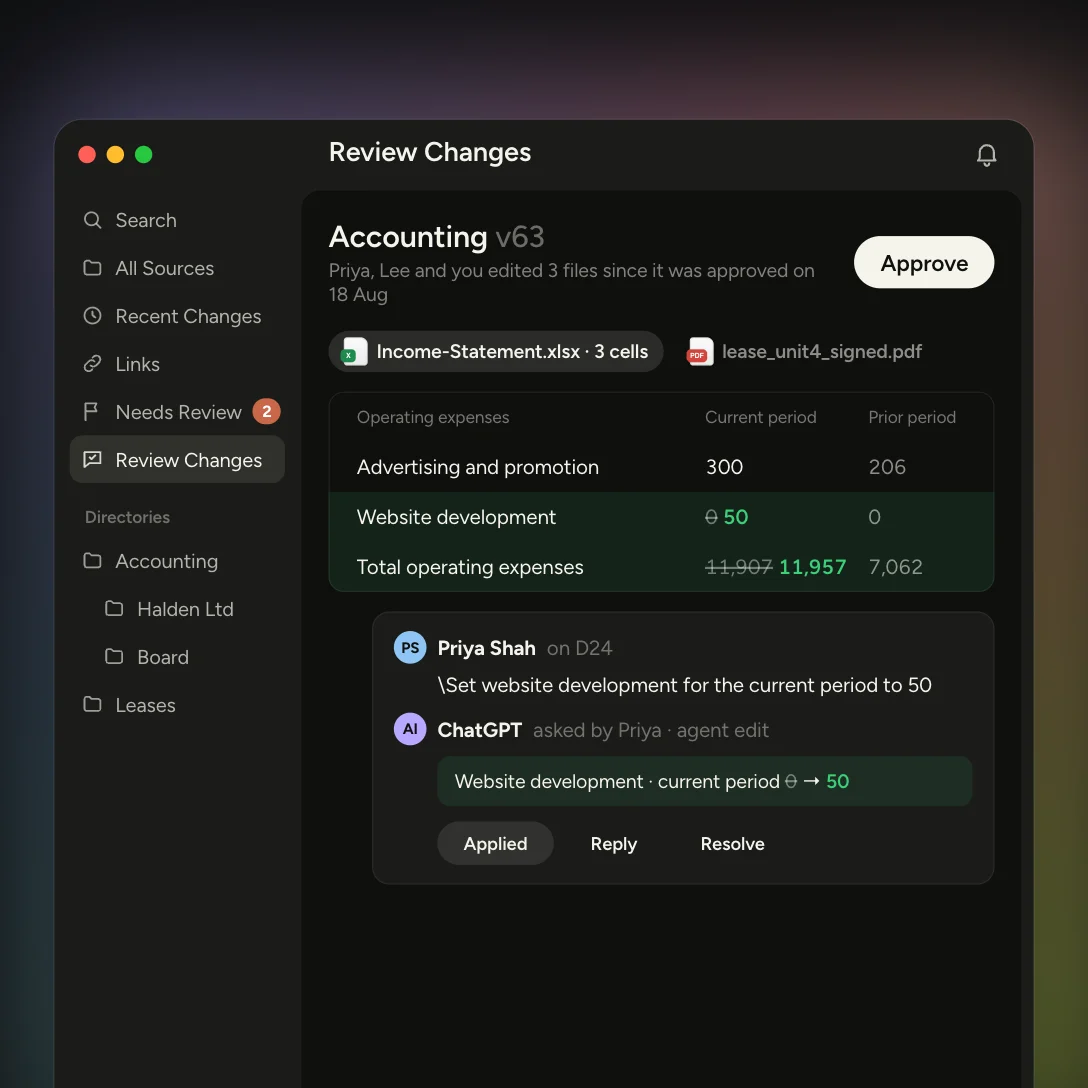 Review Changes
Search
All Sources
Recent Changes
Links
Needs Review 2
Review Changes
Directories
Accounting
Halden Ltd
Board
Leases
Accounting v63
Priya, Lee and you edited 3 files since it was approved on
18 Aug
Approve
X Income-Statement.xlsx · 3 cells
PDF lease_unit4_signed.pdf
Operating expenses Current period Prior period
Advertising and promotion 300 206
Website development 0 50 0
Total operating expenses 11,907 11,957 7,062
PS Priya Shah on D24
\Set website development for the current period to 50
AI ChatGPT asked by Priya · agent edit
Website development · current period 0 → 50
Applied Reply Resolve